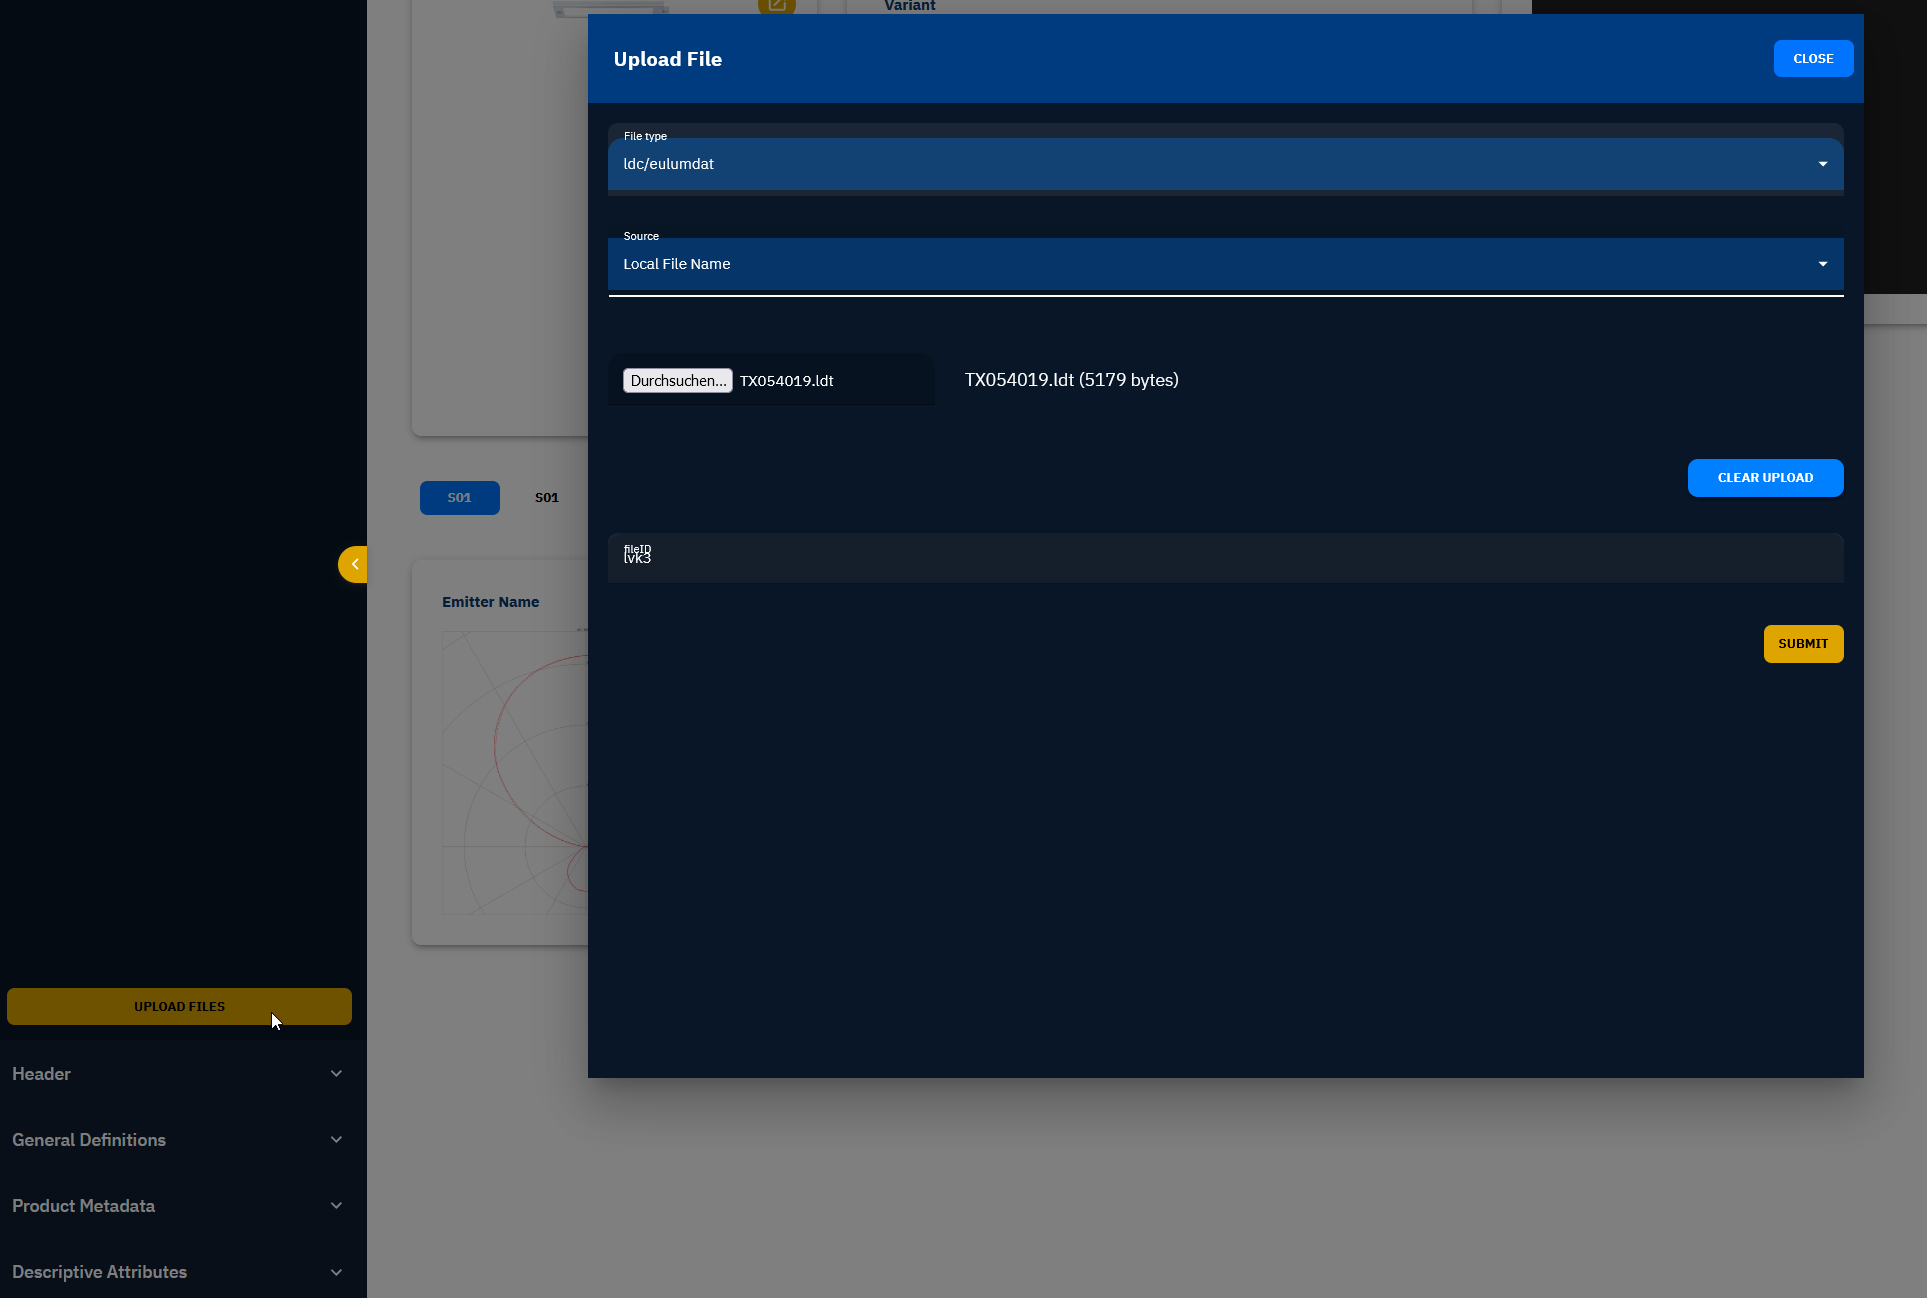 Variant
Upload File
CLOSE
File type
ldc/eulumdat
Source
Local File Name
Durchsuchen... TX054019.ldt
TX054019.ldt (5179 bytes)
CLEAR UPLOAD
S01
S01
fileID
lvk3
Emitter Name
SUBMIT
UPLOAD FILES
Header
General Definitions
Product Metadata
Descriptive Attributes